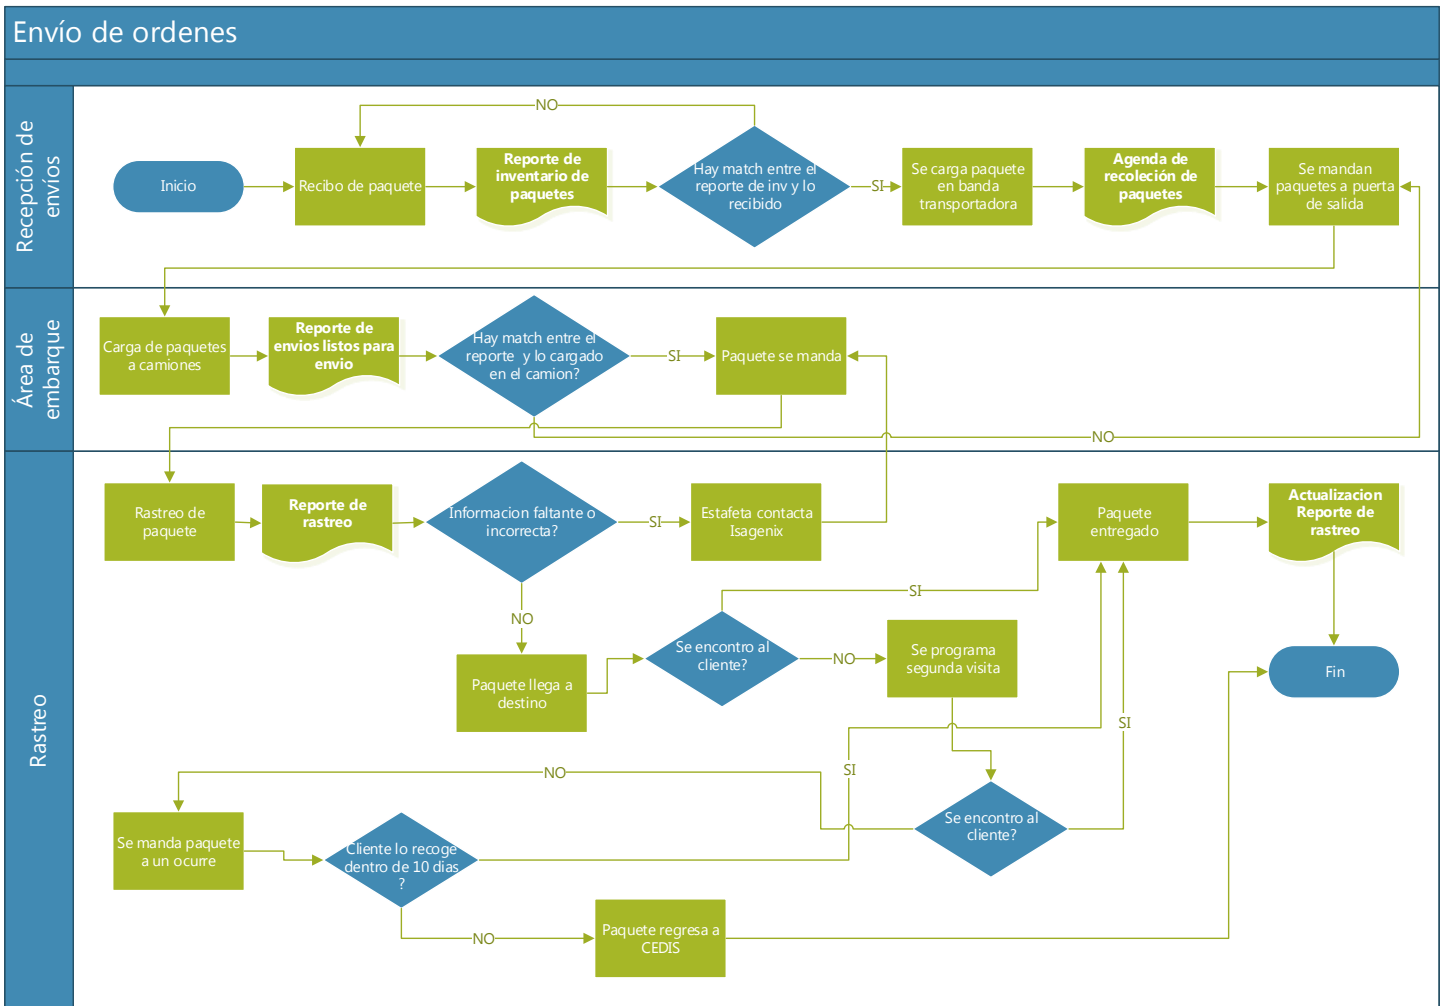 Envío de ordenes
Recepción de
envíos
Inicio
Recibo de paquete
Reporte de
inventario de
paquetes
NO
Hay match entre el
reporte de inv y lo
recibido
SI
Se carga paquete
en banda
transportadora
Agenda de
recoleción de
paquetes
Se mandan
paquetes a puerta
de salida
Área de
embarque
Carga de paquetes
a camiones
Reporte de
envios listos para
envio
Hay match entre el
reporte  y lo cargado
en el camion?
SI
Paquete se manda
NO
Rastreo
Rastreo de
paquete
Reporte de
rastreo
Informacion faltante o
incorrecta?
SI
Estafeta contacta
Isagenix
Paquete
entregado
Actualizacion
Reporte de
rastreo
NO
Paquete llega a
destino
Se encontro al
cliente?
SI
NO
Se programa
segunda visita
Fin
SI
SI
NO
Se encontro al
cliente?
Se manda paquete
a un ocurre
Cliente lo recoge
dentro de 10 dias
?
NO
Paquete regresa a
CEDIS